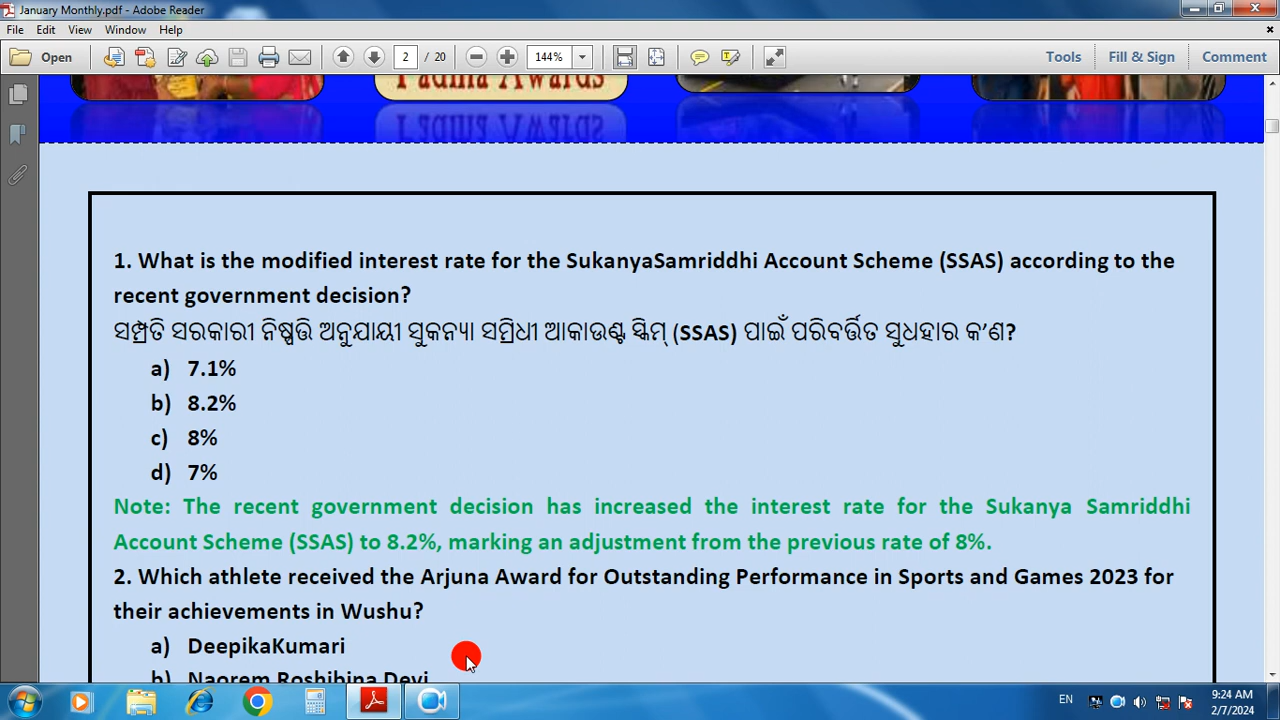 January Monthly.pdf - Adobe Reader
File Edit View Window Help
Open 2 / 20 144% Tools Fill & Sign Comment
Padma Awards
1. What is the modified interest rate for the SukanyaSamriddhi Account Scheme (SSAS) according to the
recent government decision?
ସମ୍ପ୍ରତି ସରକାରୀ ନିଷ୍ପତ୍ତି ଅନୁଯାୟୀ ସୁକନ୍ୟା ସମ୍ରିଧୀ ଆକାଉଣ୍ଟ ସ୍କିମ୍ (SSAS) ପାଇଁ ପରିବର୍ତ୍ତିତ ସୁଧହାର କ'ଣ?
a) 7.1%
b) 8.2%
c) 8%
d) 7%
Note: The recent government decision has increased the interest rate for the Sukanya Samriddhi
Account Scheme (SSAS) to 8.2%, marking an adjustment from the previous rate of 8%.
2. Which athlete received the Arjuna Award for Outstanding Performance in Sports and Games 2023 for
their achievements in Wushu?
a) DeepikaKumari
b) Naorem Roshibina Devi
EN 9:24 AM
2/7/2024